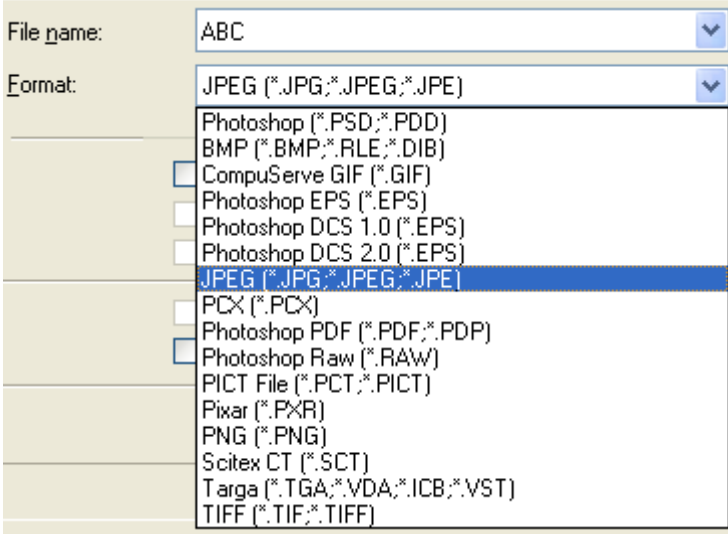 File name: ABC
Format: JPEG (*.JPG;*.JPEG;*.JPE)
Photoshop (*.PSD;*.PDD)
BMP (*.BMP;*.RLE;*.DIB)
CompuServe GIF (*.GIF)
Photoshop EPS (*.EPS)
Photoshop DCS 1.0 (*.EPS)
Photoshop DCS 2.0 (*.EPS)
JPEG (*.JPG;*.JPEG;*.JPE)
PCX (*.PCX)
Photoshop PDF (*.PDF;*.PDP)
Photoshop Raw (*.RAW)
PICT File (*.PCT;*.PICT)
Pixar (*.PXR)
PNG (*.PNG)
Scitex CT (*.SCT)
Targa (*.TGA;*.VDA;*.ICB;*.VST)
TIFF (*.TIF;*.TIFF)